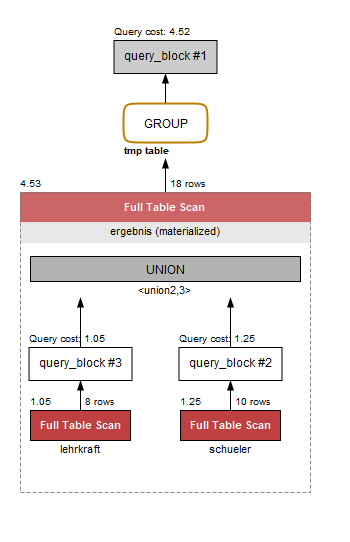 Query cost: 4.52
query_block #1
GROUP
tmp table
4.53
18 rows
Full Table Scan
ergebnis (materialized)
UNION
<union2,3>
Query cost: 1.05
Query cost: 1.25
query_block #3
query_block #2
1.05
8 rows
1.25
10 rows
Full Table Scan
Full Table Scan
lehrkraft
schueler